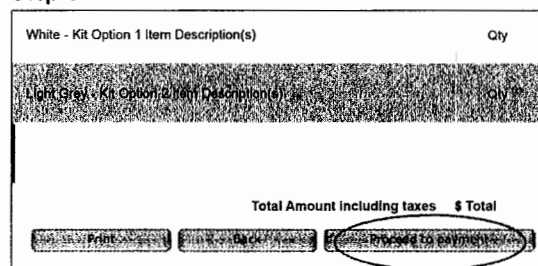 White - Kit Option 1 Item Description(s) Qty
Light Grey - Kit Option 2 Item Description(s) Qty
Total Amount including taxes $ Total
Print Back Proceed to payment